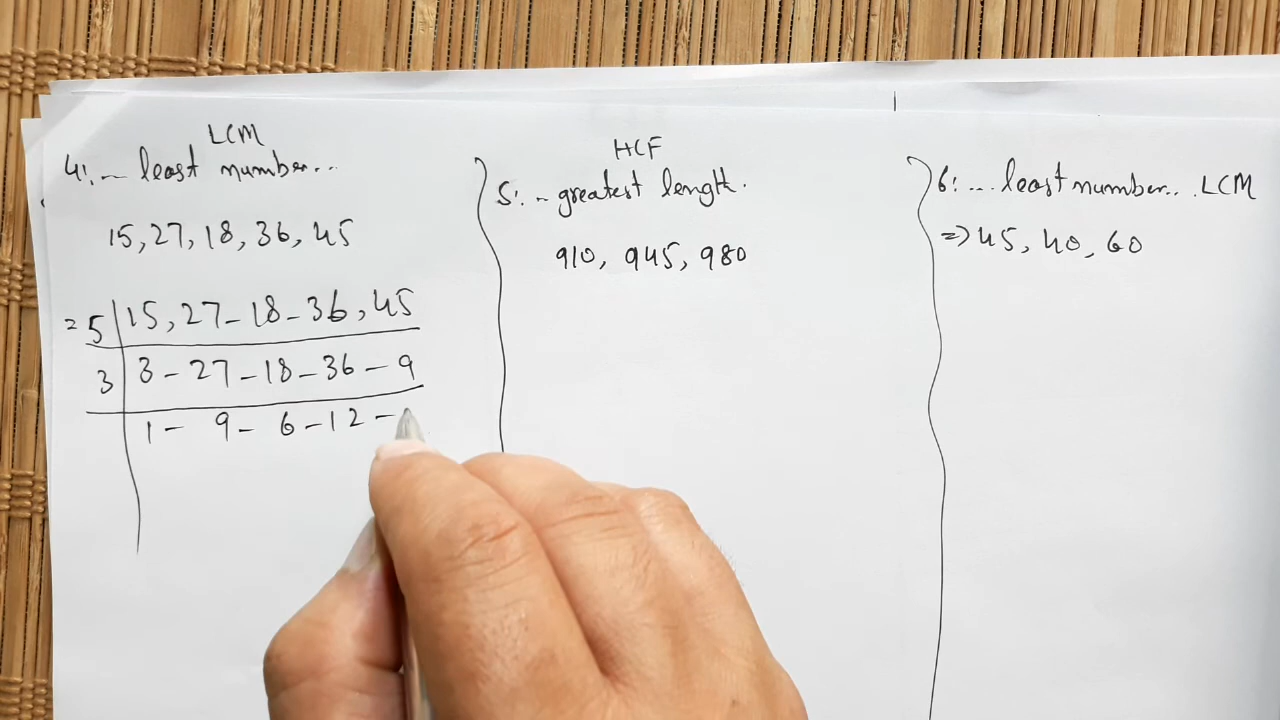 LCM
4:.. least number...
15, 27, 18, 36, 45
= 5 | 15, 27 - 18 - 36, 45
3 | 3 - 27 - 18 - 36 - 9
1 - 9 - 6 - 12 -
HCF
5:.. greatest length.
910, 945, 980
6: ... least number... LCM
=> 45, 40, 60